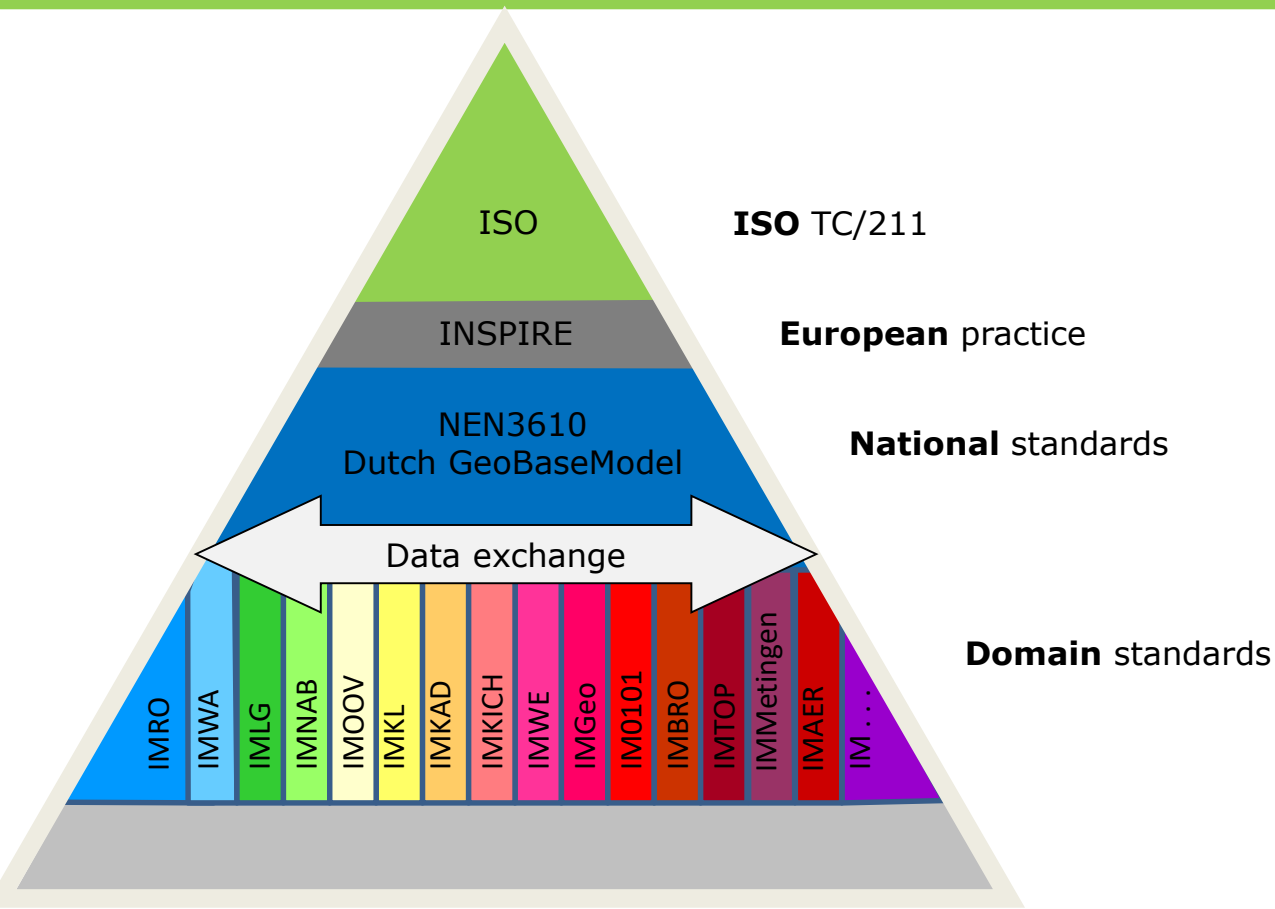 ISO
ISO TC/211
INSPIRE
European practice
NEN3610
Dutch GeoBaseModel
National standards
Data exchange
Domain standards
IMRO
IMWA
IMLG
IMNAB
IMOOV
IMKL
IMKAD
IMKICH
IMWE
IMGeo
IM0101
IMBRO
IMTOP
IMMetingen
IMAER
IM . . . .